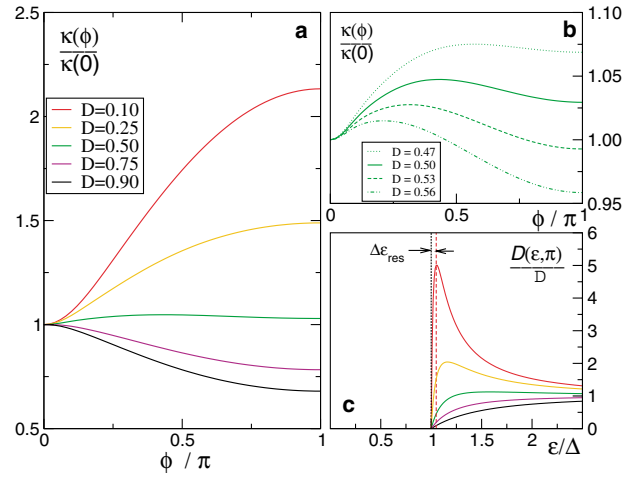 κ(ϕ)
κ(0)
a
D=0.10
D=0.25
D=0.50
D=0.75
D=0.90
2.5
2
1.5
1
0.5
0
0.5
1
ϕ / π
κ(ϕ)
κ(0)
b
D = 0.47
D = 0.50
D = 0.53
D = 0.56
1.10
1.05
1.00
0.95
0
0.5
1
ϕ / π
Δε_res
D(ε,π)
D
c
6
5
4
3
2
1
0
0
0.5
1
1.5
2
ε/Δ